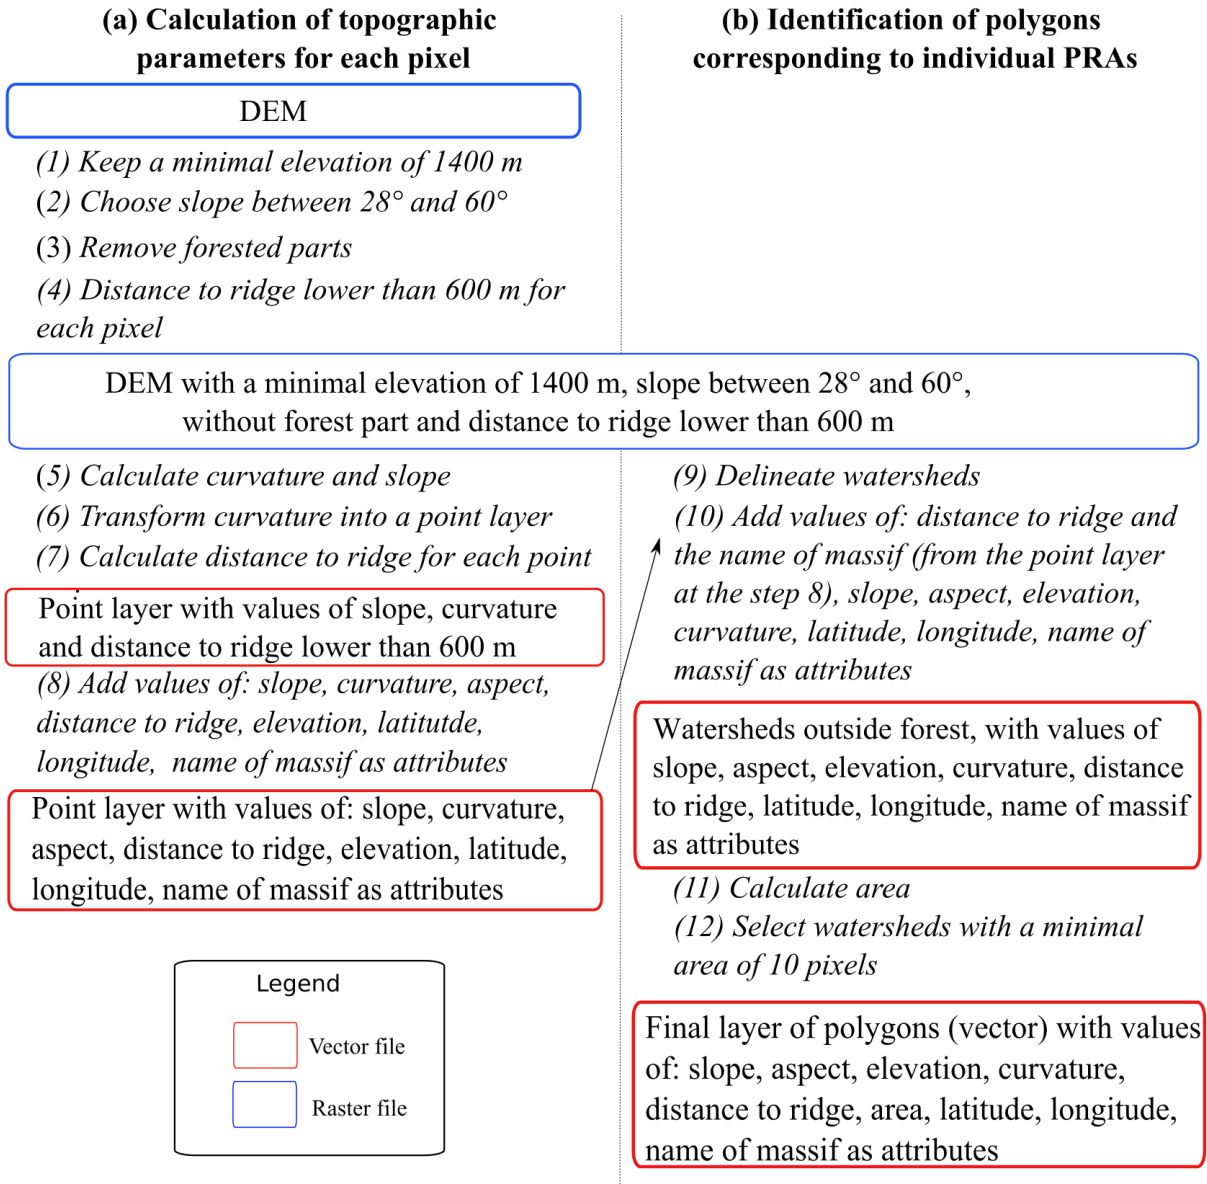 (a) Calculation of topographic
parameters for each pixel
DEM
(1) Keep a minimal elevation of 1400 m
(2) Choose slope between 28° and 60°
(3) Remove forested parts
(4) Distance to ridge lower than 600 m for
each pixel
(b) Identification of polygons
corresponding to individual PRAs
DEM with a minimal elevation of 1400 m, slope between 28° and 60°,
without forest part and distance to ridge lower than 600 m
(5) Calculate curvature and slope
(6) Transform curvature into a point layer
(7) Calculate distance to ridge for each point
Point layer with values of slope, curvature
and distance to ridge lower than 600 m
(8) Add values of: slope, curvature, aspect,
distance to ridge, elevation, latitutde,
longitude, name of massif as attributes
Point layer with values of: slope, curvature,
aspect, distance to ridge, elevation, latitude,
longitude, name of massif as attributes
(9) Delineate watersheds
(10) Add values of: distance to ridge and
the name of massif (from the point layer
at the step 8), slope, aspect, elevation,
curvature, latitude, longitude, name of
massif as attributes
Watersheds outside forest, with values of
slope, aspect, elevation, curvature, distance
to ridge, latitude, longitude, name of massif
as attributes
(11) Calculate area
(12) Select watersheds with a minimal
area of 10 pixels
Final layer of polygons (vector) with values
of: slope, aspect, elevation, curvature,
distance to ridge, area, latitude, longitude,
name of massif as attributes
Legend
Vector file
Raster file